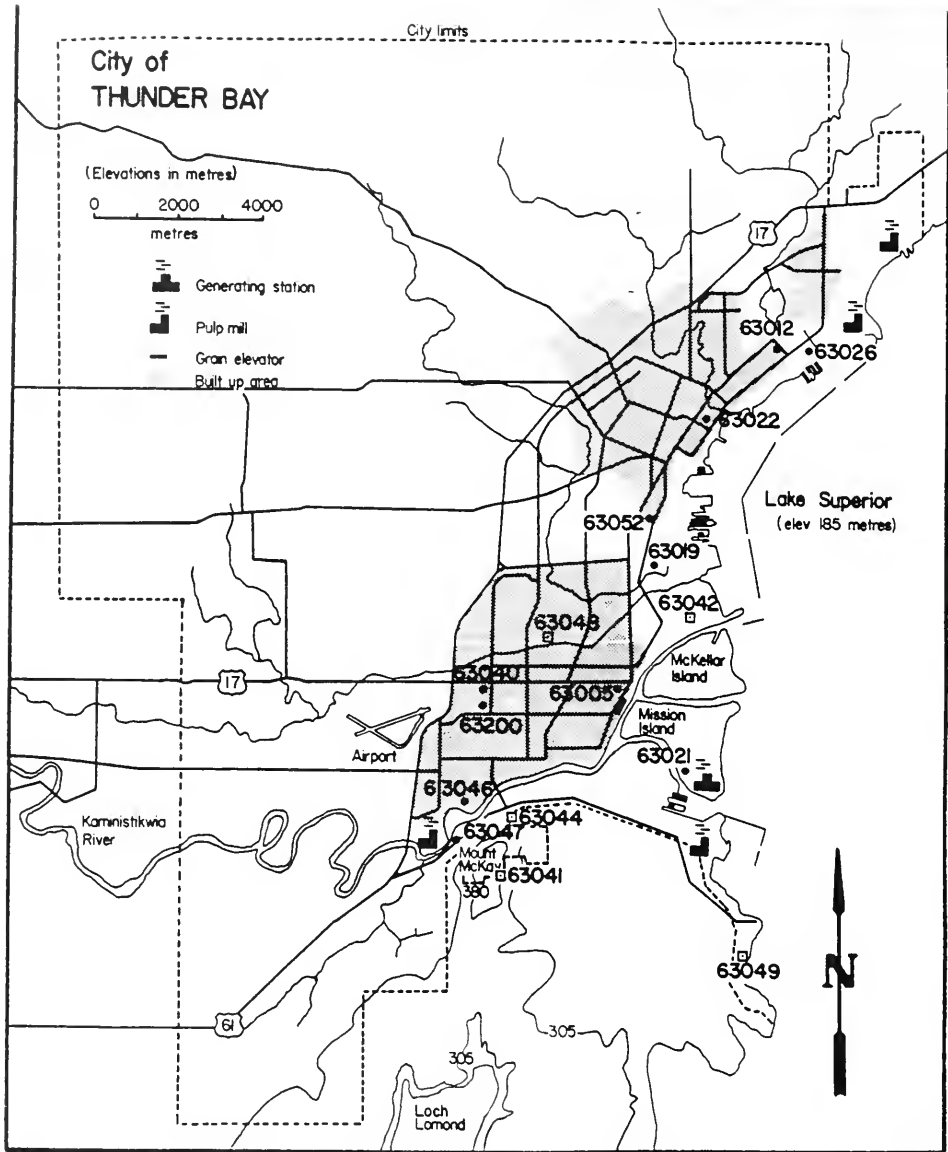 City limits
City of
THUNDER BAY
(Elevations in metres)
0 2000 4000
metres
Generating station
Pulp mill
Grain elevator
Built up area
17
63012
63026
63022
Lake Superior
(elev 185 metres)
63052
63019
63042
63048
McKellar
Island
17
63040
63005
63200
Mission
Island
Airport
63021
63046
Kaministikwia
River
63044
63047
Mount
McKay
63041
380
63049
N
61
305
305
Loch
Lomond